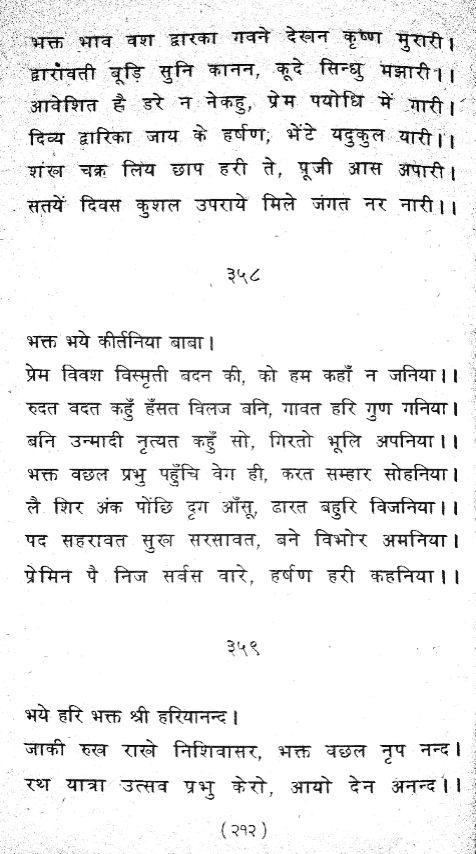 भक्त भाव वश द्वारका गवने देखन कृष्ण मुरारी।
द्वारावती बूड़ि सुनि कानन, कूदे सिन्धु मझारी।।
आवेशित है डरे न नेकहु, प्रेम पयोधि में गारी।
दिव्य द्वारिका जाय के हर्षण, भेंटे यदुकुल यारी।।
शंख चक्र लिय छाप हरी ते, पूजी आस अपारी।
सतयें दिवस कुशल उपराये मिले जंगत नर नारी।।
३५८
भक्त भये कीर्तनिया बाबा।
प्रेम विवश विस्मृती बदन की, को हम कहाँ न जनिया।।
रुदत वदत कहुँ हँसत विलज बनि, गावत हरि गुण गनिया।
बनि उन्मादी नृत्यत कहुँ सो, गिरतो भूलि अपनिया।।
भक्त वछल प्रभु पहुँचि वेग ही, करत सम्हार सोहनिया।
लै शिर अंक पोंछि दृग आँसू, ढारत बहुरि विजनिया।।
पद सहरावत सुख सरसावत, बने विभोर अमनिया।
प्रेमिन पै निज सर्वस वारे, हर्षण हरी कहनिया।।
३५९
भये हरि भक्त श्री हरियानन्द।
जाकी रुख राखे निशिवासर, भक्त वछल नृप नन्द।
रथ यात्रा उत्सव प्रभु केरो, आयो देन अनन्द।।
(२१२)